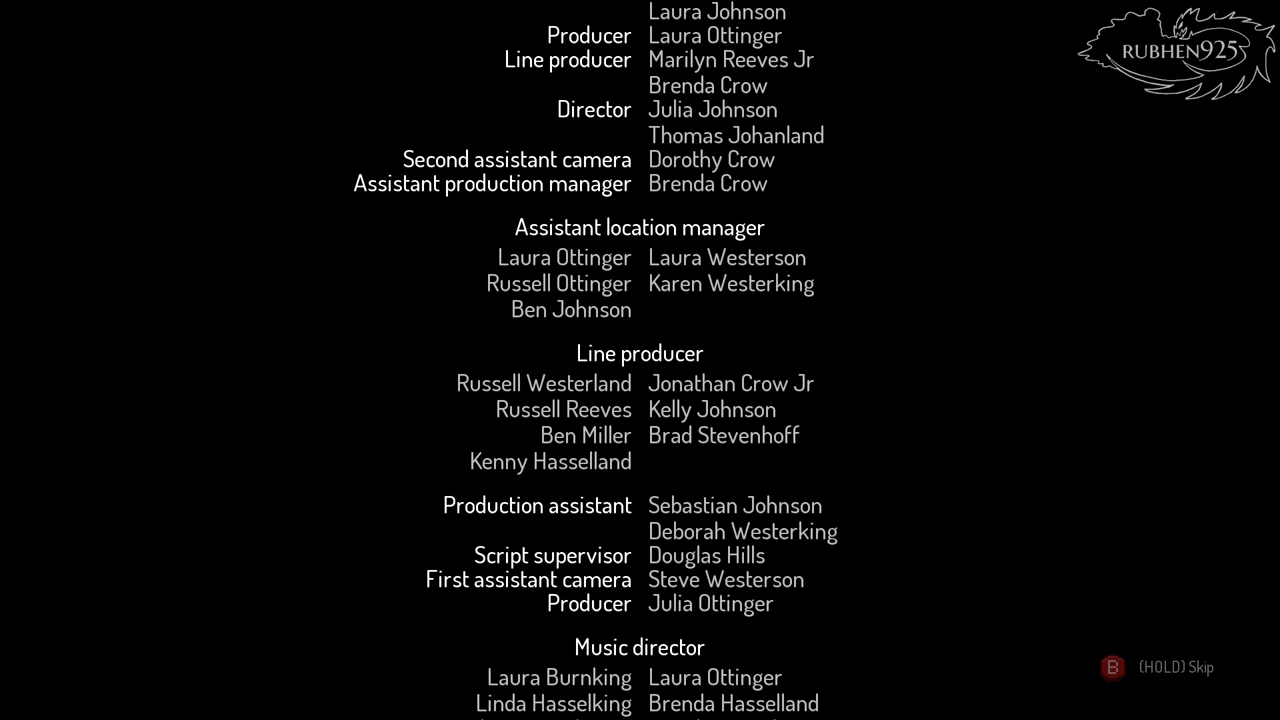 Laura Johnson
Producer Laura Ottinger
Line producer Marilyn Reeves Jr
Brenda Crow
Director Julia Johnson
Thomas Johanland
Second assistant camera Dorothy Crow
Assistant production manager Brenda Crow
Assistant location manager
Laura Ottinger Laura Westerson
Russell Ottinger Karen Westerking
Ben Johnson
Line producer
Russell Westerland Jonathan Crow Jr
Russell Reeves Kelly Johnson
Ben Miller Brad Stevenhoff
Kenny Hasselland
Production assistant Sebastian Johnson
Deborah Westerking
Script supervisor Douglas Hills
First assistant camera Steve Westerson
Producer Julia Ottinger
Music director
Laura Burnking Laura Ottinger
Linda Hasselking Brenda Hasselland
RUBHEN925
B (HOLD) Skip